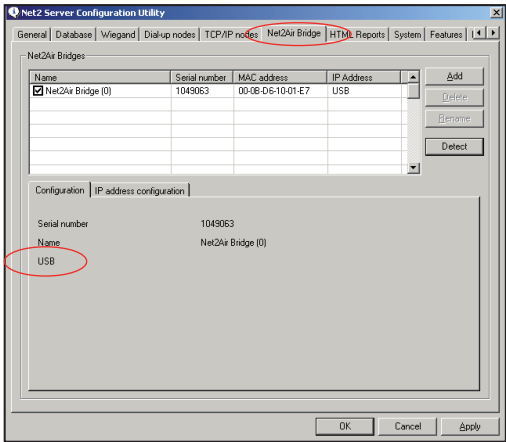 Net2 Server Configuration Utility
General Database Wiegand Dial-up nodes TCP/IP nodes Net2Air Bridge HTML Reports System Features
Net2Air Bridges
Name Serial number MAC address IP Address
Net2Air Bridge (0) 1049063 00-0B-D6-10-01-E7 USB
Add
Delete
Rename
Detect
Configuration IP address configuration
Serial number 1049063
Name Net2Air Bridge (0)
USB
OK Cancel Apply